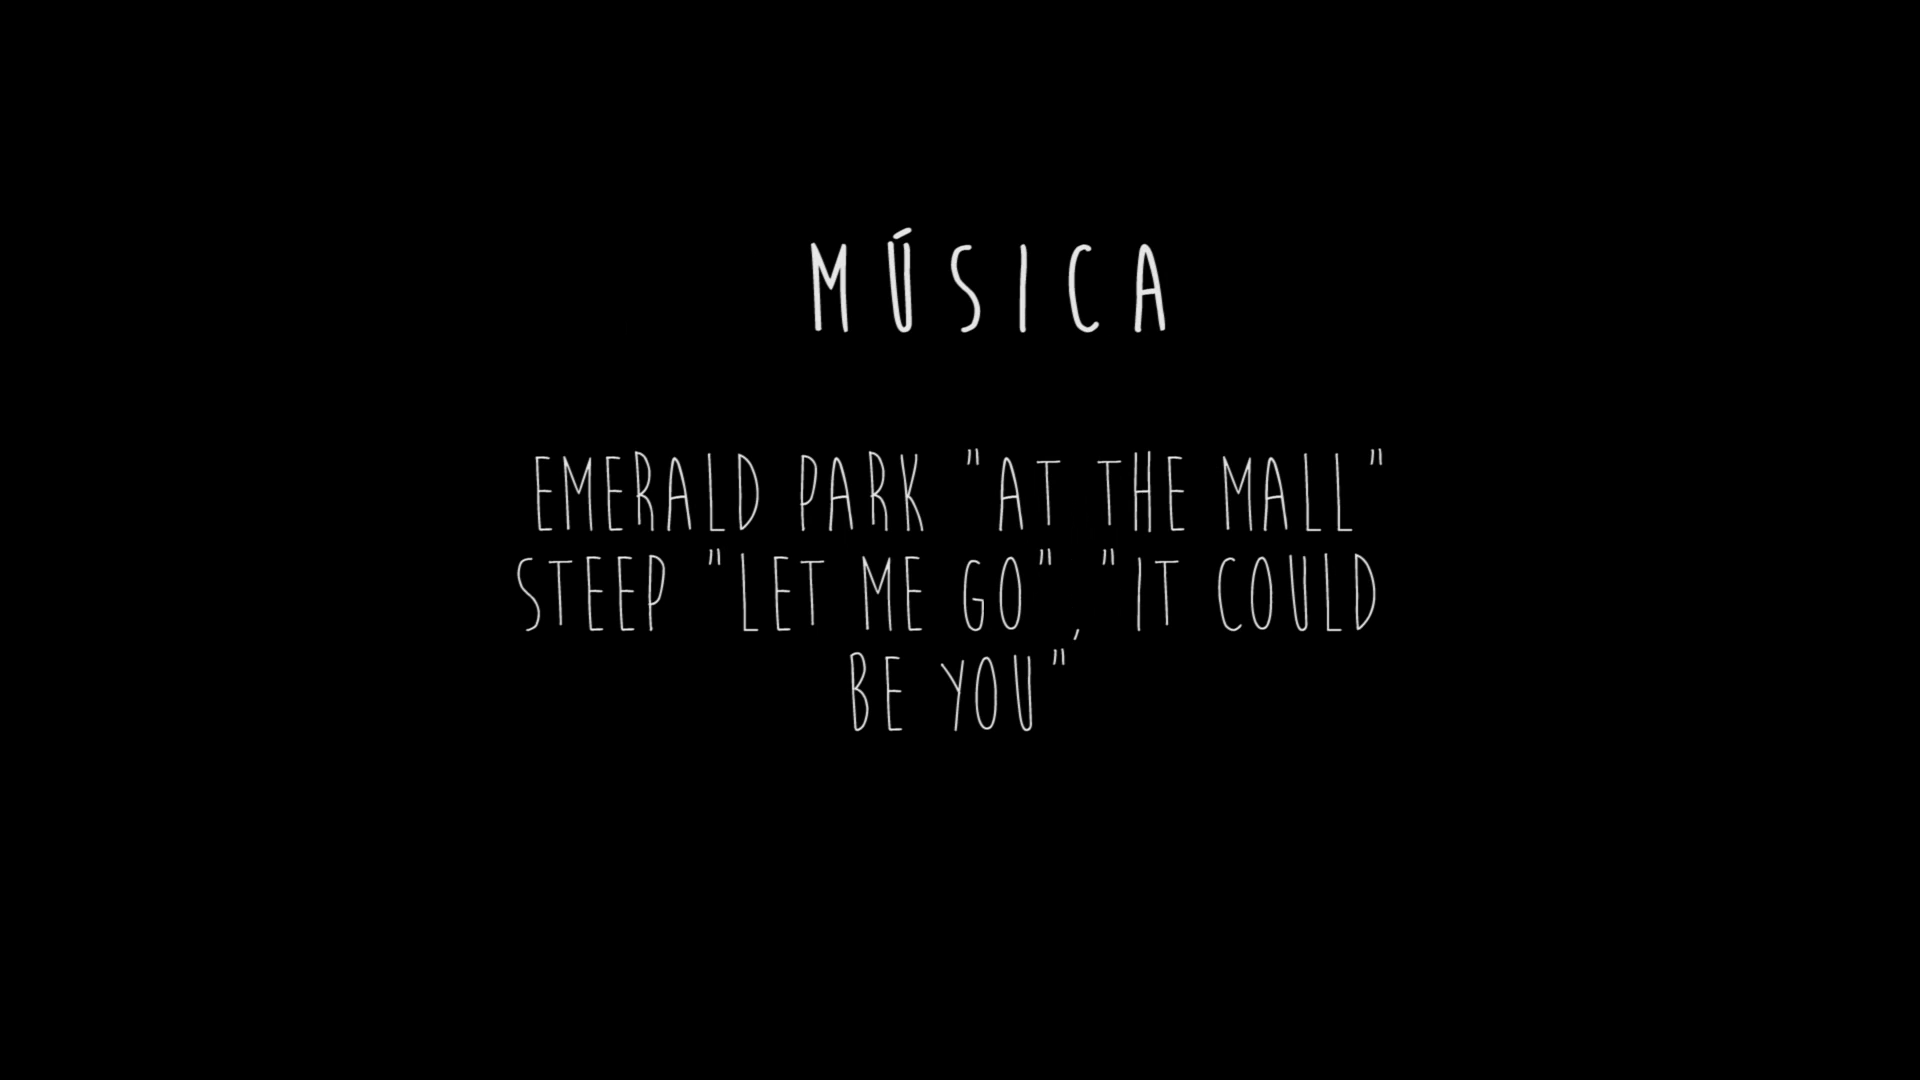 MÚSICA
EMERALD PARK "AT THE MALL"
STEEP "LET ME GO", "IT COULD
BE YOU"